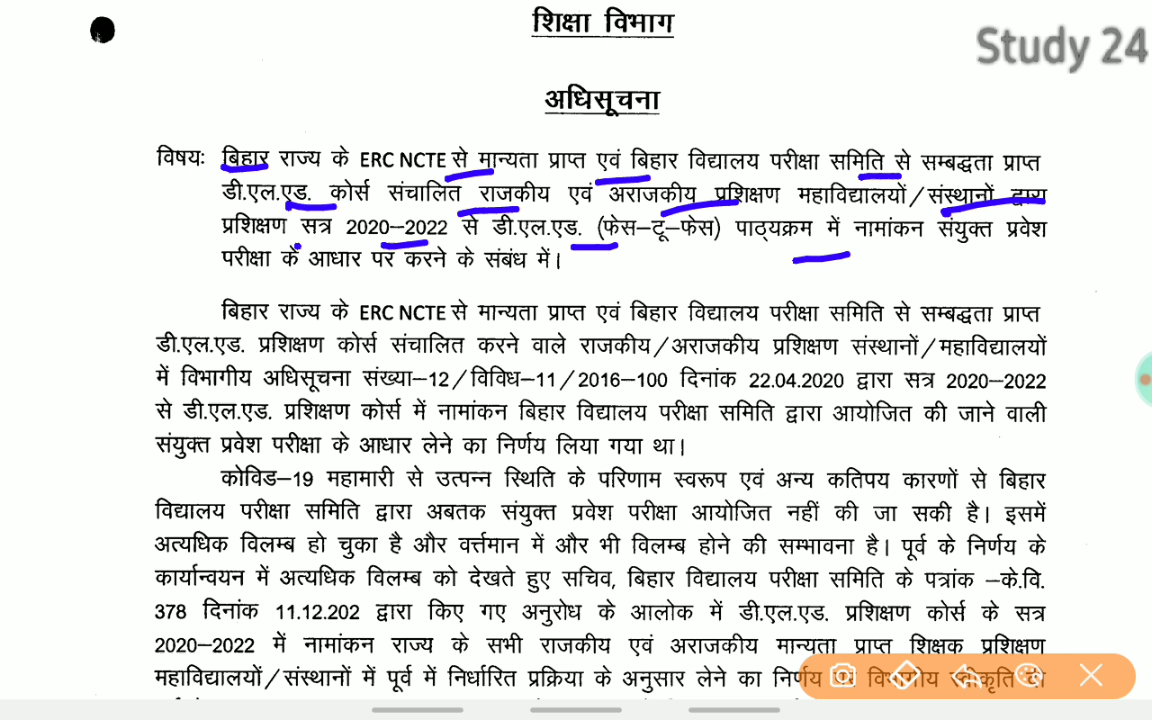 शिक्षा विभाग
Study 24
अधिसूचना
विषयः बिहार राज्य के ERC NCTE से मान्यता प्राप्त एवं बिहार विद्यालय परीक्षा समिति से सम्बद्धता प्राप्त
डी.एल.एड. कोर्स संचालित राजकीय एवं अराजकीय प्रशिक्षण महाविद्यालयों/संस्थानों द्वारा
प्रशिक्षण सत्र 2020–2022 से डी.एल.एड. (फेस–टू–फेस) पाठ्यक्रम में नामांकन संयुक्त प्रवेश
परीक्षा के आधार पर करने के संबंध में।
बिहार राज्य के ERC NCTE से मान्यता प्राप्त एवं बिहार विद्यालय परीक्षा समिति से सम्बद्धता प्राप्त
डी.एल.एड. प्रशिक्षण कोर्स संचालित करने वाले राजकीय/अराजकीय प्रशिक्षण संस्थानों/महाविद्यालयों
में विभागीय अधिसूचना संख्या–12/विविध–11/2016–100 दिनांक 22.04.2020 द्वारा सत्र 2020–2022
से डी.एल.एड. प्रशिक्षण कोर्स में नामांकन बिहार विद्यालय परीक्षा समिति द्वारा आयोजित की जाने वाली
संयुक्त प्रवेश परीक्षा के आधार लेने का निर्णय लिया गया था।
कोविड–19 महामारी से उत्पन्न स्थिति के परिणाम स्वरूप एवं अन्य कतिपय कारणों से बिहार
विद्यालय परीक्षा समिति द्वारा अबतक संयुक्त प्रवेश परीक्षा आयोजित नहीं की जा सकी है। इसमें
अत्यधिक विलम्ब हो चुका है और वर्त्तमान में और भी विलम्ब होने की सम्भावना है। पूर्व के निर्णय के
कार्यान्वयन में अत्यधिक विलम्ब को देखते हुए सचिव, बिहार विद्यालय परीक्षा समिति के पत्रांक –के.वि.
378 दिनांक 11.12.202 द्वारा किए गए अनुरोध के आलोक में डी.एल.एड. प्रशिक्षण कोर्स के सत्र
2020–2022 में नामांकन राज्य के सभी राजकीय एवं अराजकीय मान्यता प्राप्त शिक्षक प्रशिक्षण
महाविद्यालयों/संस्थानों में पूर्व में निर्धारित प्रक्रिया के अनुसार लेने का निर्णय एवं विभागीय स्वीकृति दी